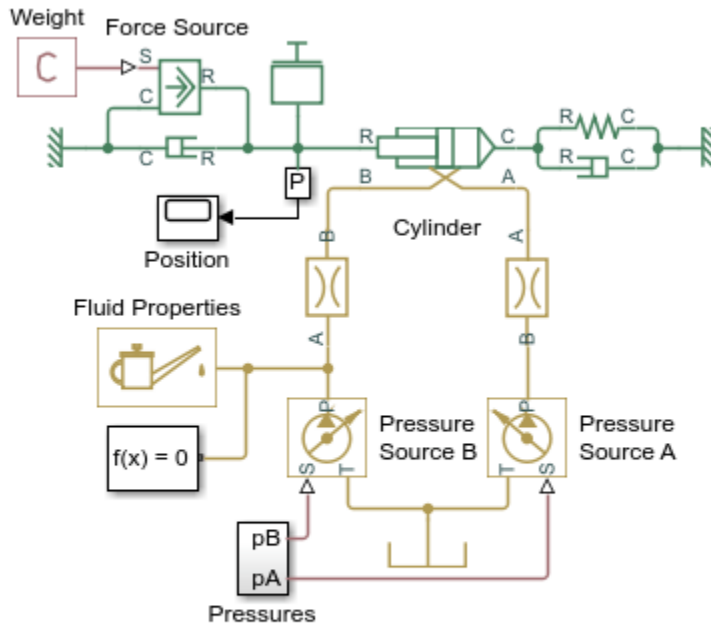 Weight
Force Source
C
S
C
R
C
R
P
Position
R
C
B
A
Cylinder
R
C
R
C
B
A
A
B
Fluid Properties
f(x) = 0
P
S
T
Pressure
Source B
P
T
S
Pressure
Source A
pB
pA
Pressures